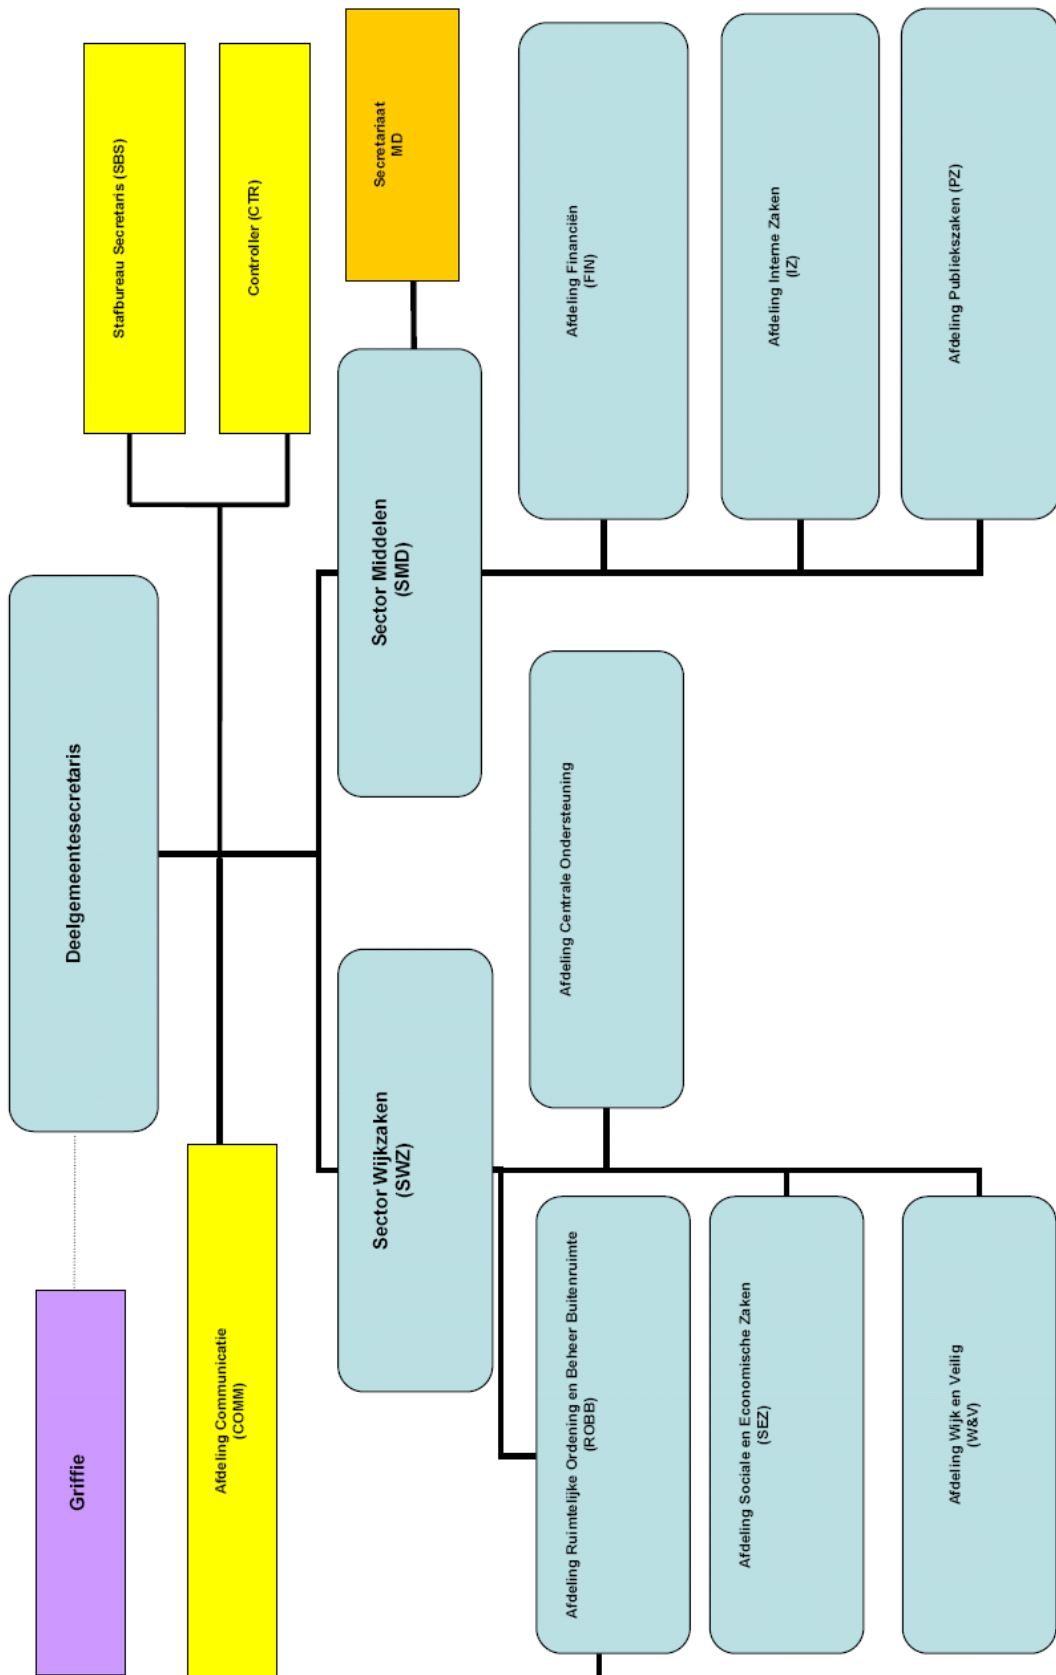 Griffie
Deelgemeentesecretaris
Afdeling Communicatie
(COMM)
Stafbureau Secretaris (SBS)
Controller (CTR)
Sector Wijkzaken
(SWZ)
Sector Middelen
(SMD)
Secretariaat
MD
Afdeling Ruimtelijke Ordening en Beheer Buitenruimte
(ROBB)
Afdeling Centrale Ondersteuning
Afdeling Financiën
(FIN)
Afdeling Sociale en Economische Zaken
(SEZ)
Afdeling Interne Zaken
(IZ)
Afdeling Wijk en Veilig
(W&V)
Afdeling Publiekszaken (PZ)